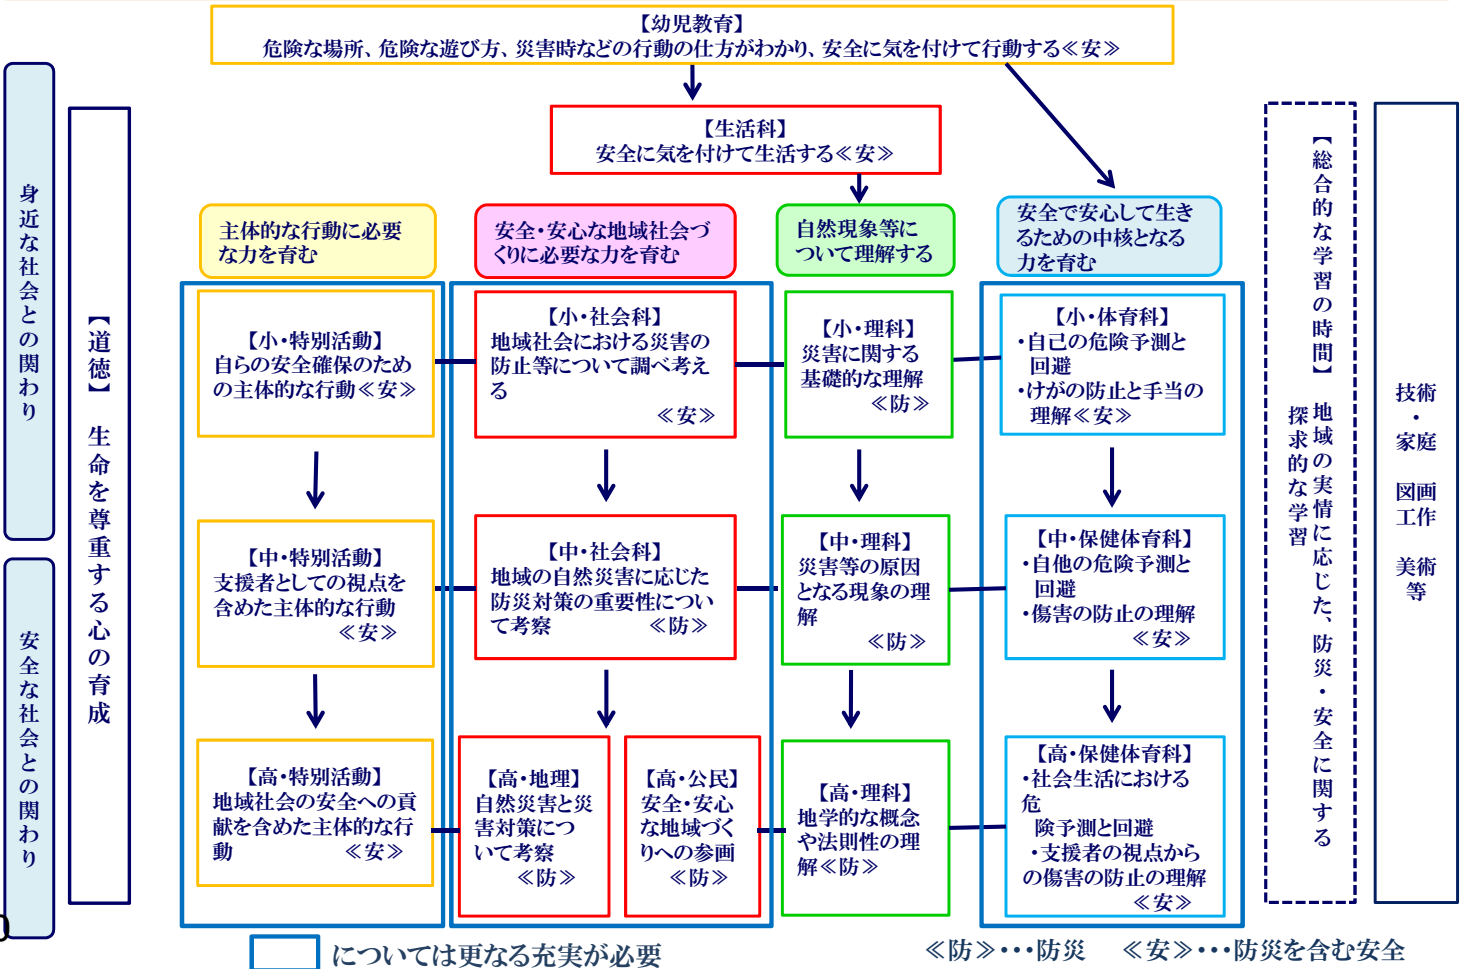 【幼児教育】
危険な場所、危険な遊び方、災害時などの行動の仕方がわかり、安全に気を付けて行動する≪安≫
【生活科】
安全に気を付けて生活する≪安≫
身近な社会との関わり
安全な社会との関わり
【道徳】 生命を尊重する心の育成
主体的な行動に必要
な力を育む
安全・安心な地域社会づ
くりに必要な力を育む
自然現象等に
ついて理解する
安全で安心して生き
るための中核となる
力を育む
【小・特別活動】
自らの安全確保のため
の主体的な行動≪安≫
【小・社会科】
地域社会における災害の
防止等について調べ考え
る
≪安≫
【小・理科】
災害に関する
基礎的な理解
≪防≫
【小・体育科】
・自己の危険予測と
回避
・けがの防止と手当の
理解≪安≫
【中・特別活動】
支援者としての視点を
含めた主体的な行動
≪安≫
【中・社会科】
地域の自然災害に応じた
防災対策の重要性につい
て考察 ≪防≫
【中・理科】
災害等の原因
となる現象の理
解
≪防≫
【中・保健体育科】
・自他の危険予測と
回避
・傷害の防止の理解
≪安≫
【高・特別活動】
地域社会の安全への貢
献を含めた主体的な行
動 ≪安≫
【高・地理】
自然災害と災
害対策につ
いて考察
≪防≫
【高・公民】
安全・安心
な地域づく
りへの参画
≪防≫
【高・理科】
地学的な概念
や法則性の理
解≪防≫
【高・保健体育科】
・社会生活における
危
険予測と回避
・支援者の視点から
の傷害の防止の理解
≪安≫
【総合的な学習の時間】 地域の実情に応じた、防災・安全に関する
探求的な学習
技術
・
家庭
図画
工作
美術
等
については更なる充実が必要
≪防≫・・・防災 ≪安≫・・・防災を含む安全